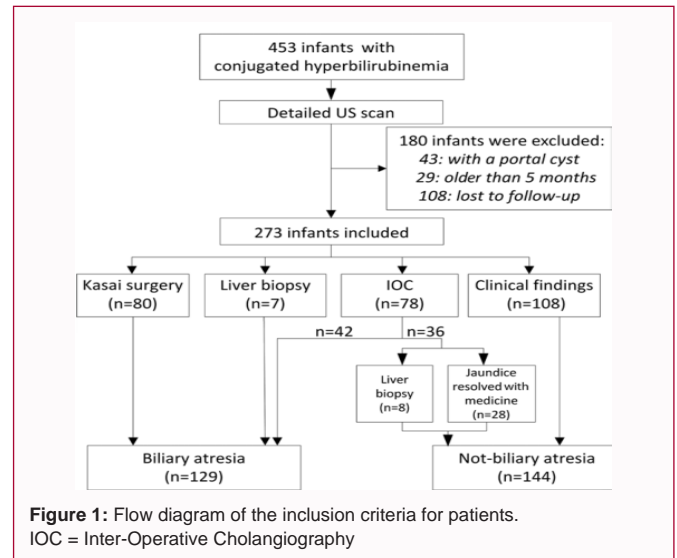 453 infants with
conjugated hyperbilirubinemia
Detailed US scan
180 infants were excluded:
43: with a portal cyst
29: older than 5 months
108: lost to follow-up
273 infants included
Kasai surgery
(n=80)
Liver biopsy
(n=7)
IOC
(n=78)
Clinical findings
(n=108)
n=42
n=36
Liver
biopsy
(n=8)
Jaundice
resolved with
medicine
(n=28)
Biliary atresia
(n=129)
Not-biliary atresia
(n=144)
Figure 1: Flow diagram of the inclusion criteria for patients.
IOC = Inter-Operative Cholangiography